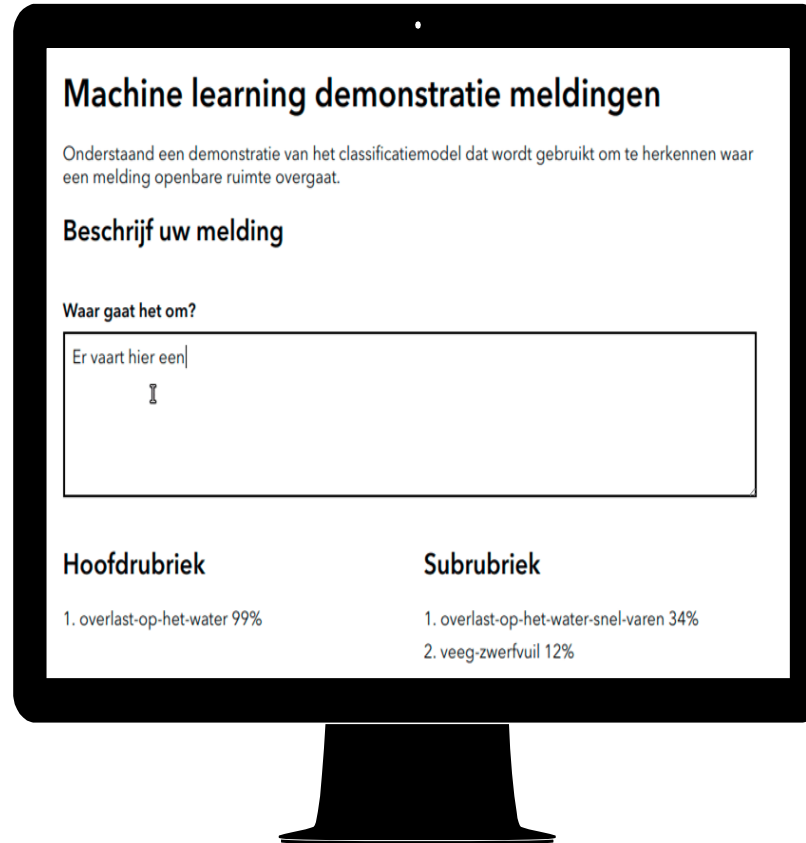 Machine learning demonstratie meldingen
Onderstaand een demonstratie van het classificatiemodel dat wordt gebruikt om te herkennen waar
een melding openbare ruimte overgaat.
Beschrijf uw melding
Waar gaat het om?
Er vaart hier een
Hoofdrubriek
Subrubriek
1. overlast-op-het-water 99%
1. overlast-op-het-water-snel-varen 34%
2. veeg-zwerfvuil 12%